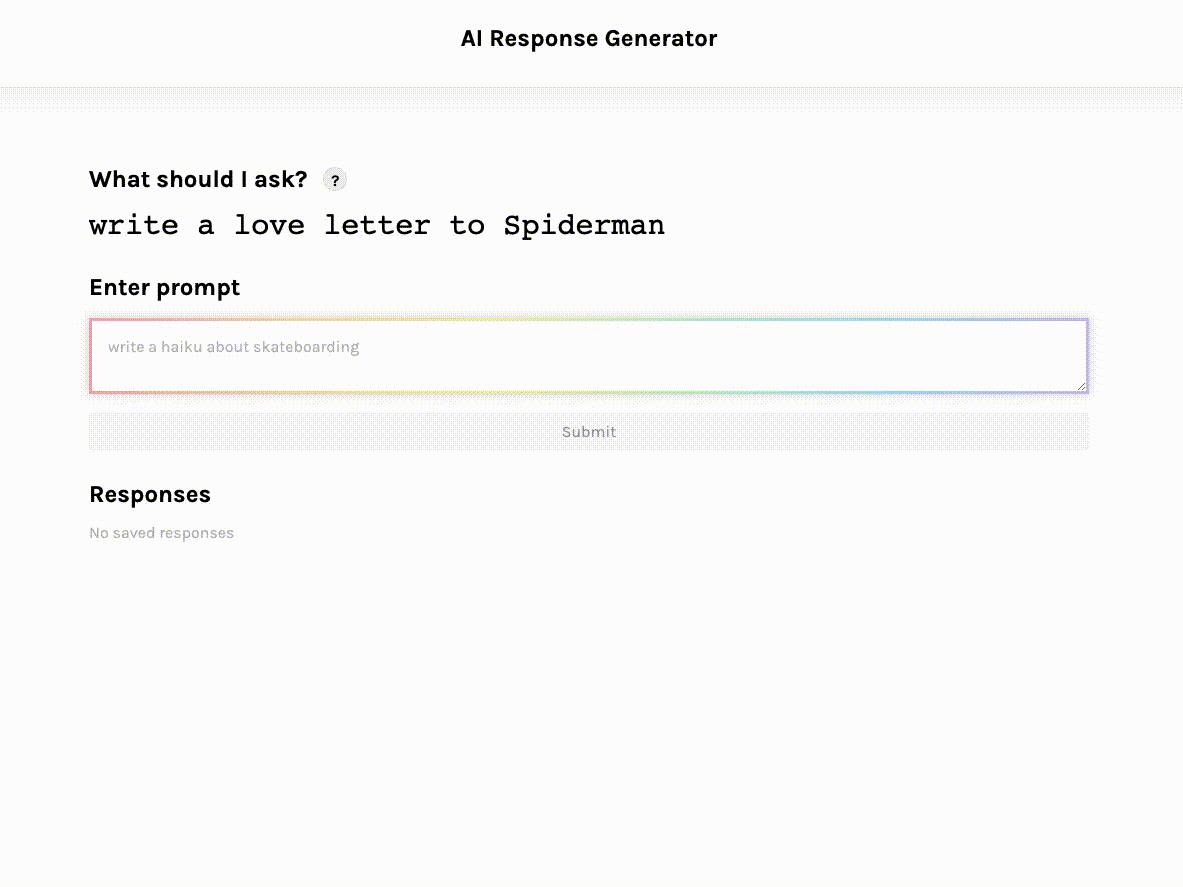 AI Response Generator
What should I ask? ?
write a love letter to Spiderman
Enter prompt
write a haiku about skateboarding
Submit
Responses
No saved responses